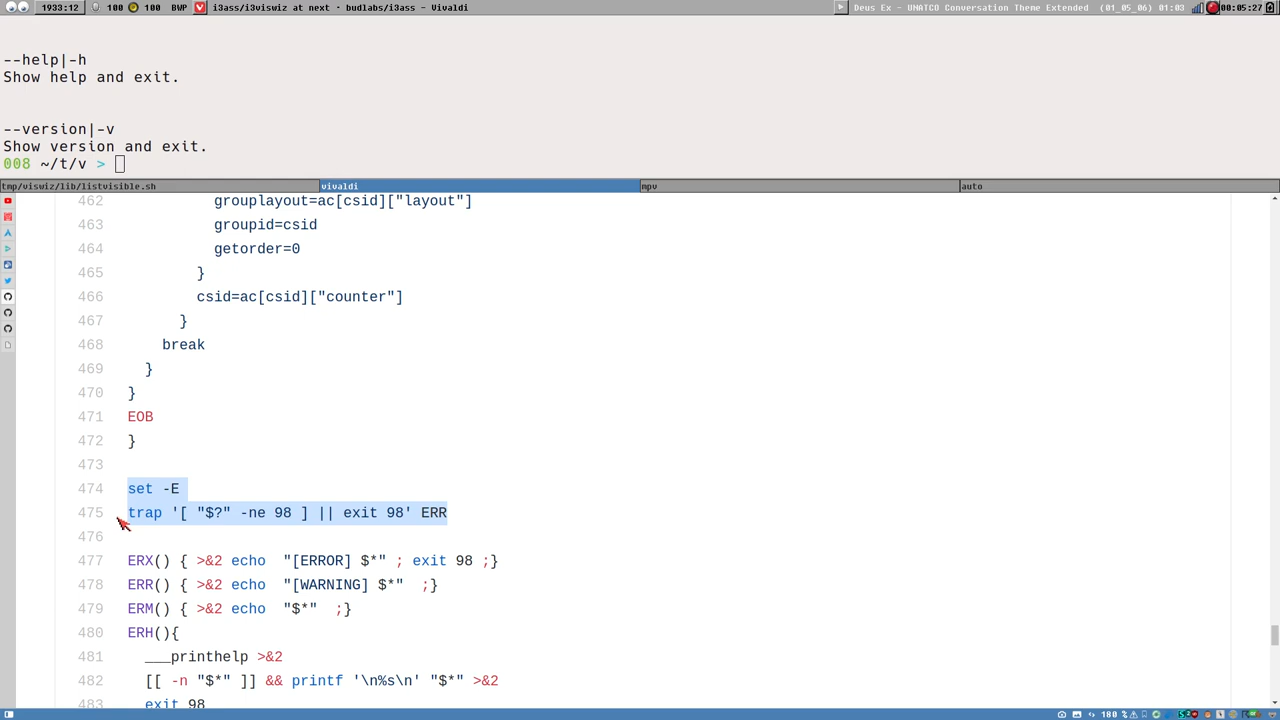 1933:12 100 100 BWP i3ass/i3viswiz at next · budlabs/i3ass - Vivaldi Deus Ex - UNATCO Conversation Theme Extended (01_05_06) 01:03 00:05:27
--help|-h
Show help and exit.
--version|-v
Show version and exit.
008 ~/t/v >
tmp/viswiz/lib/listvisible.sh vivaldi mpv auto
462 grouplayout=ac[csid]["layout"]
463 groupid=csid
464 getorder=0
465 }
466 csid=ac[csid]["counter"]
467 }
468 break
469 }
470 }
471 EOB
472 }
473
474 set -E
475 trap '[ "$?" -ne 98 ] || exit 98' ERR
476
477 ERX() { >&2 echo  "[ERROR] $*" ; exit 98 ;}
478 ERR() { >&2 echo  "[WARNING] $*"  ;}
479 ERM() { >&2 echo  "$*"  ;}
480 ERH(){
481 ___printhelp >&2
482 [[ -n "$*" ]] && printf '\n%s\n' "$*" >&2
483 exit 98
180 %